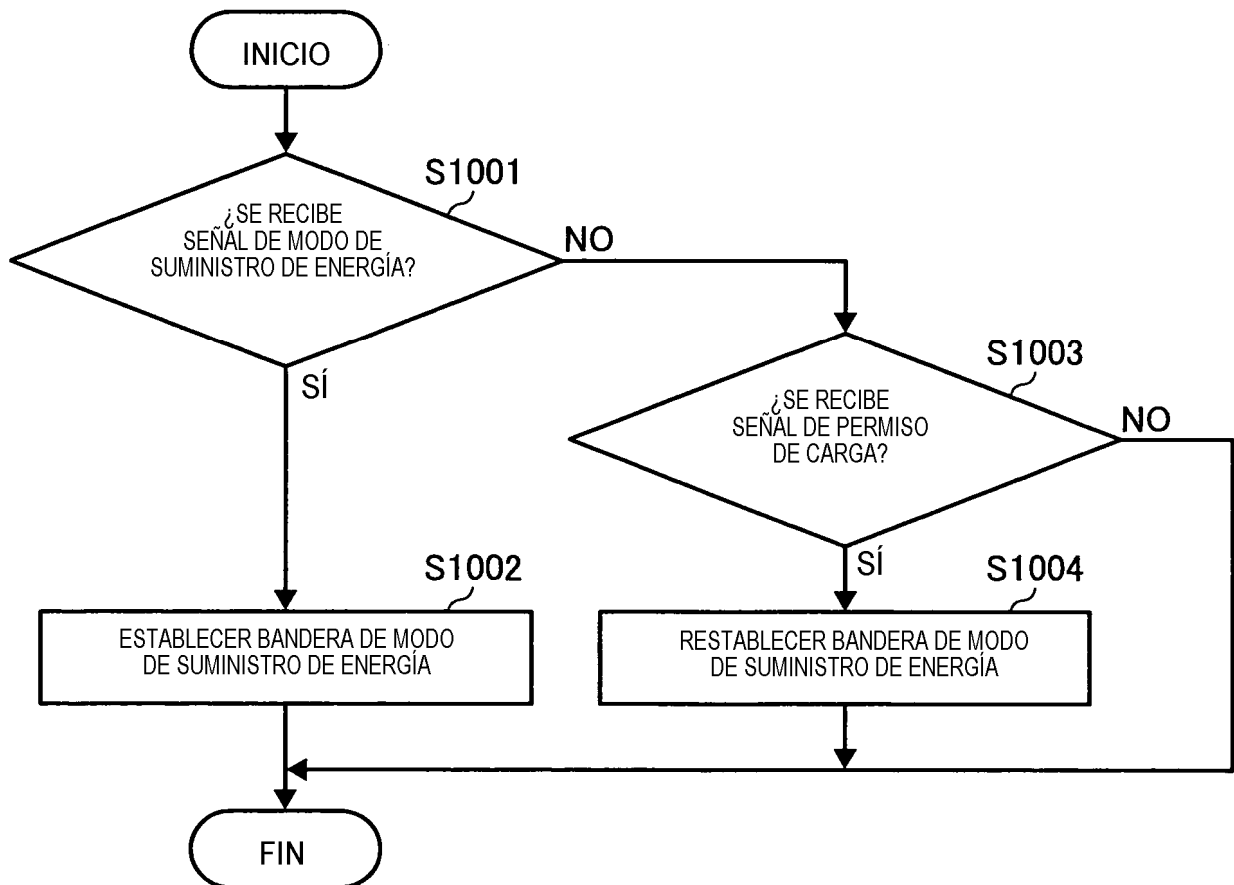 INICIO
S1001
¿SE RECIBE
SEÑAL DE MODO DE
SUMINISTRO DE ENERGÍA?
NO
SÍ
S1003
¿SE RECIBE
SEÑAL DE PERMISO
DE CARGA?
NO
SÍ
S1002
ESTABLECER BANDERA DE MODO
DE SUMINISTRO DE ENERGÍA
S1004
RESTABLECER BANDERA DE MODO
DE SUMINISTRO DE ENERGÍA
FIN